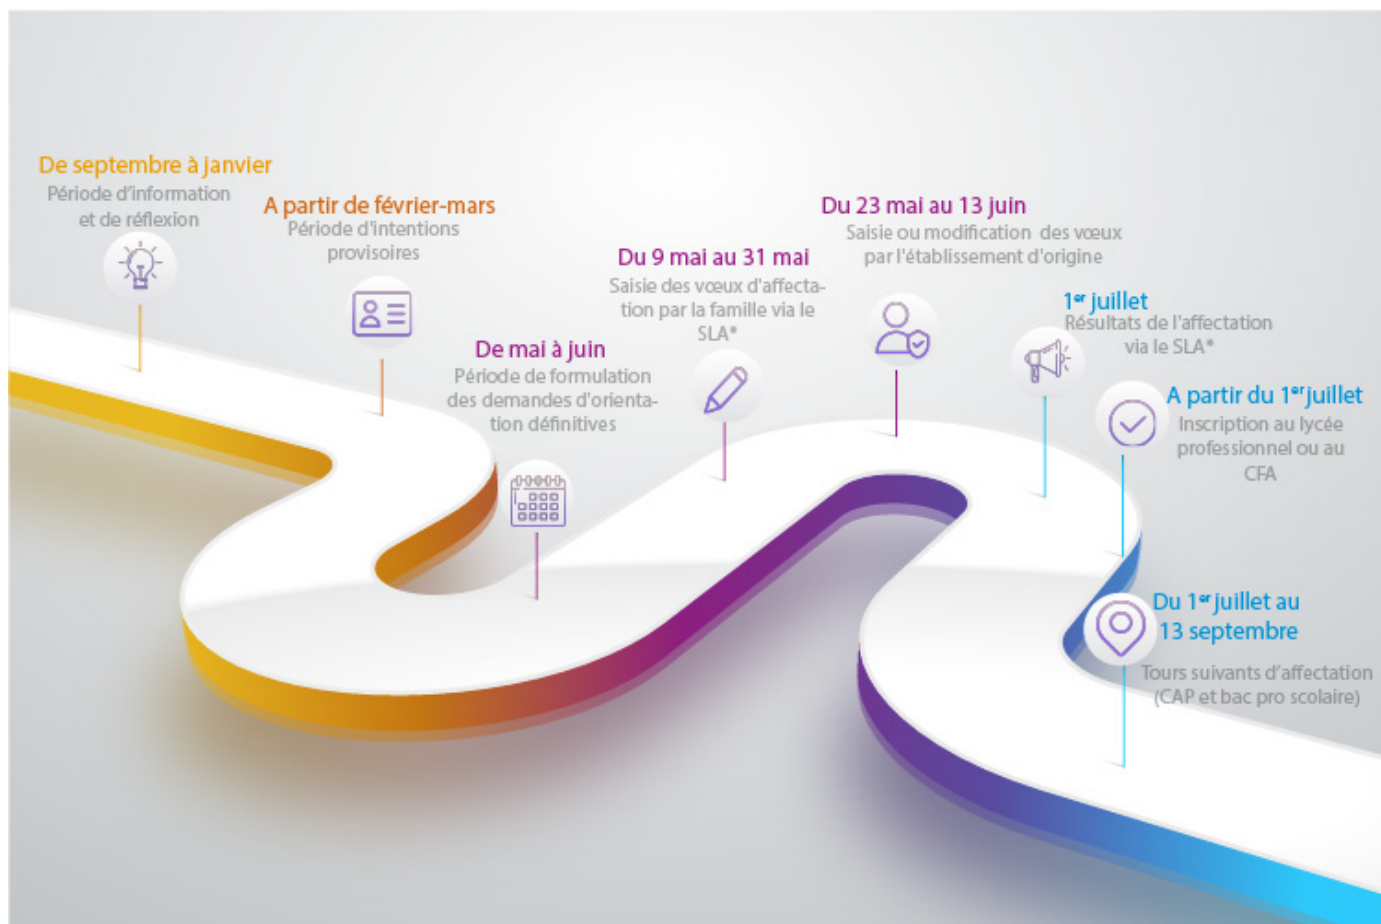 De septembre à janvier
Période d'information
et de réflexion
A partir de février-mars
Période d'intentions
provisoires
De mai à juin
Période de formulation
des demandes d'orienta-
tion définitives
Du 9 mai au 31 mai
Saisie des vœux d'affecta-
tion par la famille via le
SLA*
Du 23 mai au 13 juin
Saisie ou modification des vœux
par l'établissement d'origine
1er juillet
Résultats de l'affectation
via le SLA*
A partir du 1er juillet
Inscription au lycée
professionnel ou au
CFA
Du 1er juillet au
13 septembre
Tours suivants d'affectation
(CAP et bac pro scolaire)